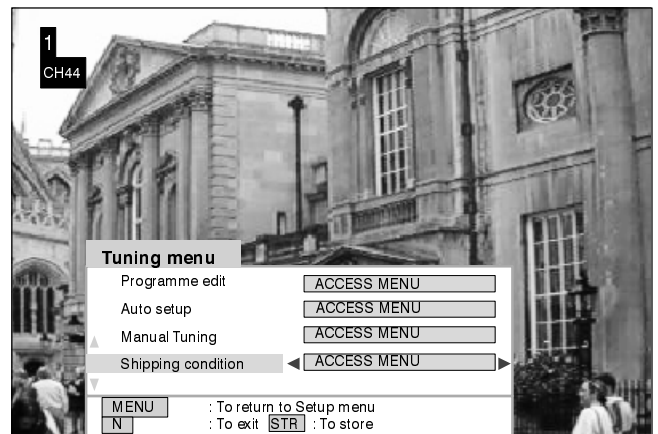 1
CH44
Tuning menu
Programme edit ACCESS MENU
Auto setup ACCESS MENU
Manual Tuning ACCESS MENU
Shipping condition ACCESS MENU
MENU : To return to Setup menu
N : To exit STR : To store